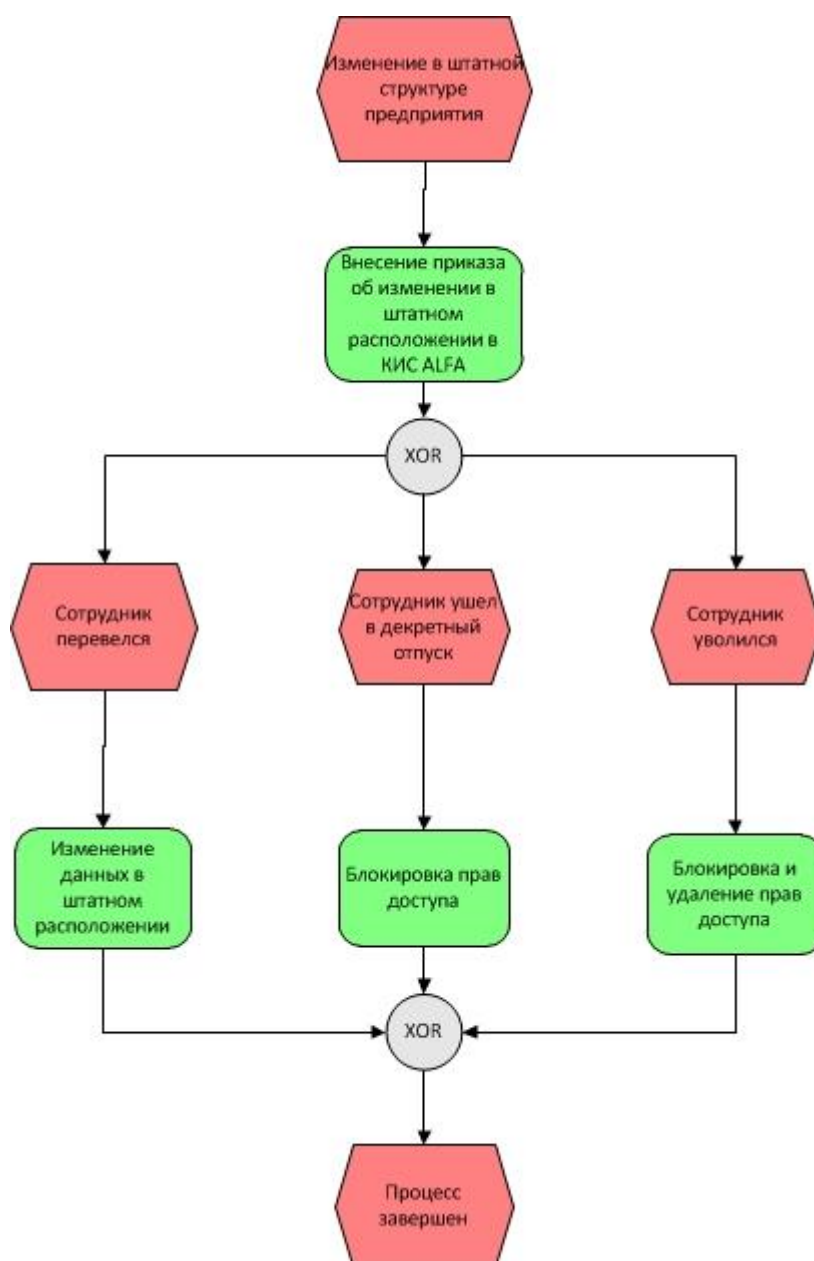 Изменение в штатной
структуре
предприятия
Внесение приказа
об изменении в
штатном
расположении в
КИС ALFA
XOR
Сотрудник
перевелся
Сотрудник ушел
в декретный
отпуск
Сотрудник
уволился
Изменение
данных в
штатном
расположении
Блокировка прав
доступа
Блокировка и
удаление прав
доступа
XOR
Процесс
завершен